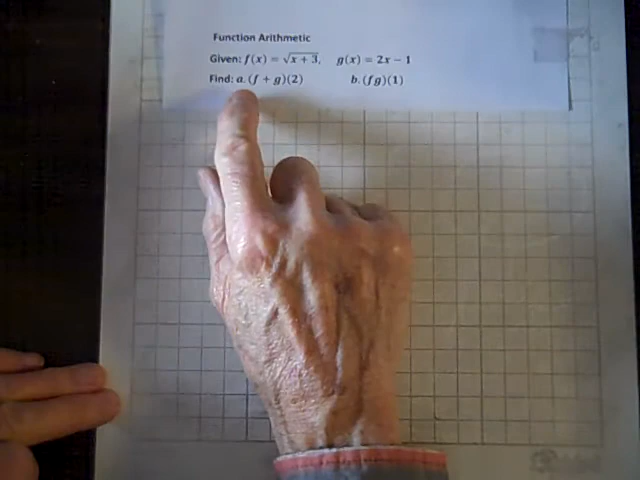 Function Arithmetic
Given: f(x) = √x + 3, g(x) = 2x − 1
Find: a. (f + g)(2) b. (fg)(1)